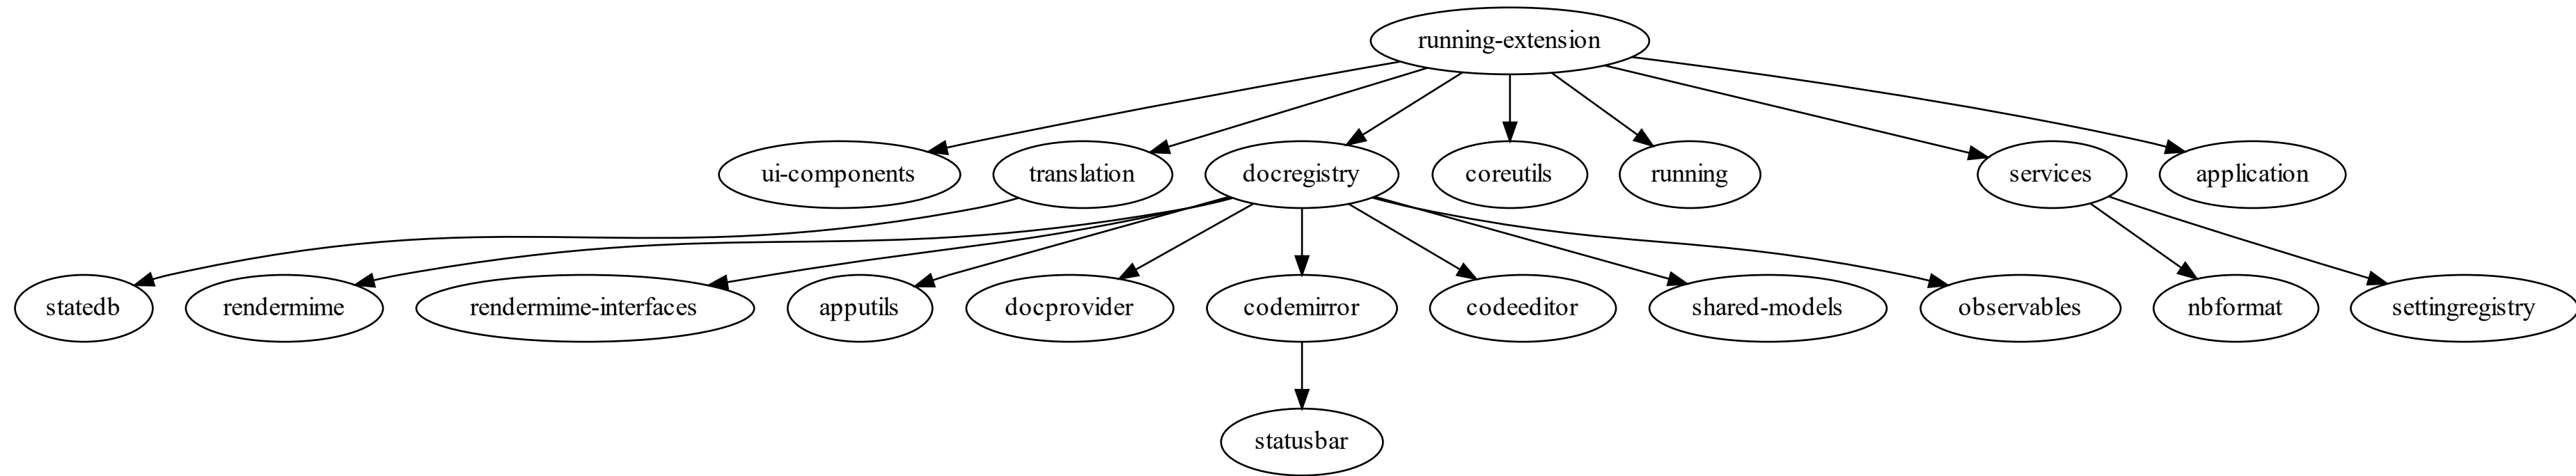 running-extension
ui-components
translation
docregistry
coreutils
running
services
application
statedb
rendermime
rendermime-interfaces
apputils
docprovider
codemirror
codeeditor
shared-models
observables
nbformat
settingregistry
statusbar